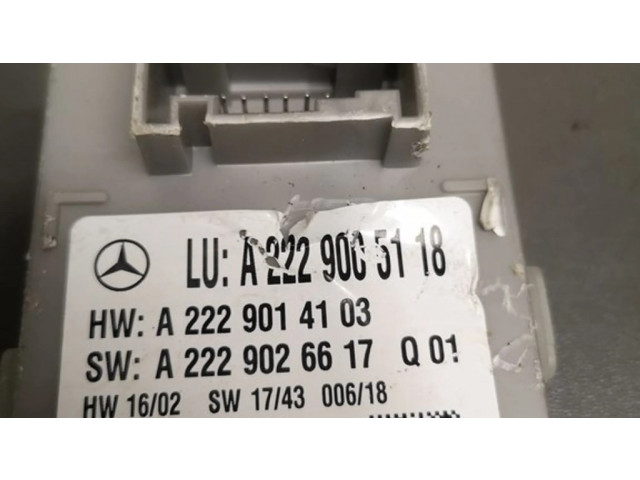 LU: A 222 900 51 18
HW: A 222 901 41 03
SW: A 222 902 66 17 Q 01
HW 16/02 SW 17/43 006/18